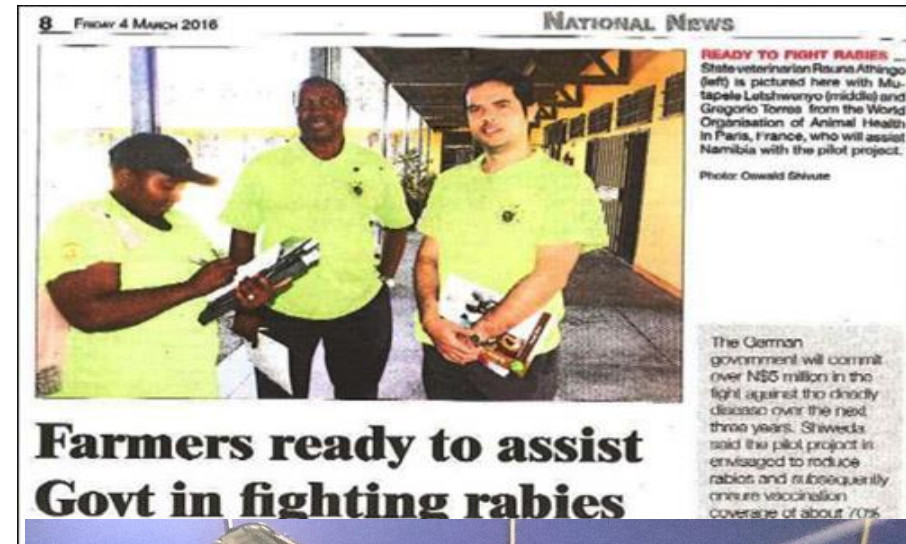 8 FRIDAY 4 MARCH 2016
NATIONAL NEWS
READY TO FIGHT RABIES ...
State veterinarian Rauna Athingo
(left) is pictured here with Mu-
tapele Letshwenyo (middle) and
Gregorio Torres from the World
Organisation of Animal Health
in Paris, France, who will assist
Namibia with the pilot project.
Photo: Oswald Shivute
The German
government will commit
over N$5 million in the
fight against the deadly
disease over the next
three years. Shiweda
said the pilot project in
envisaged to reduce
rabies and subsequently
ensure vaccination
coverage of about 70%
Farmers ready to assist
Govt in fighting rabies